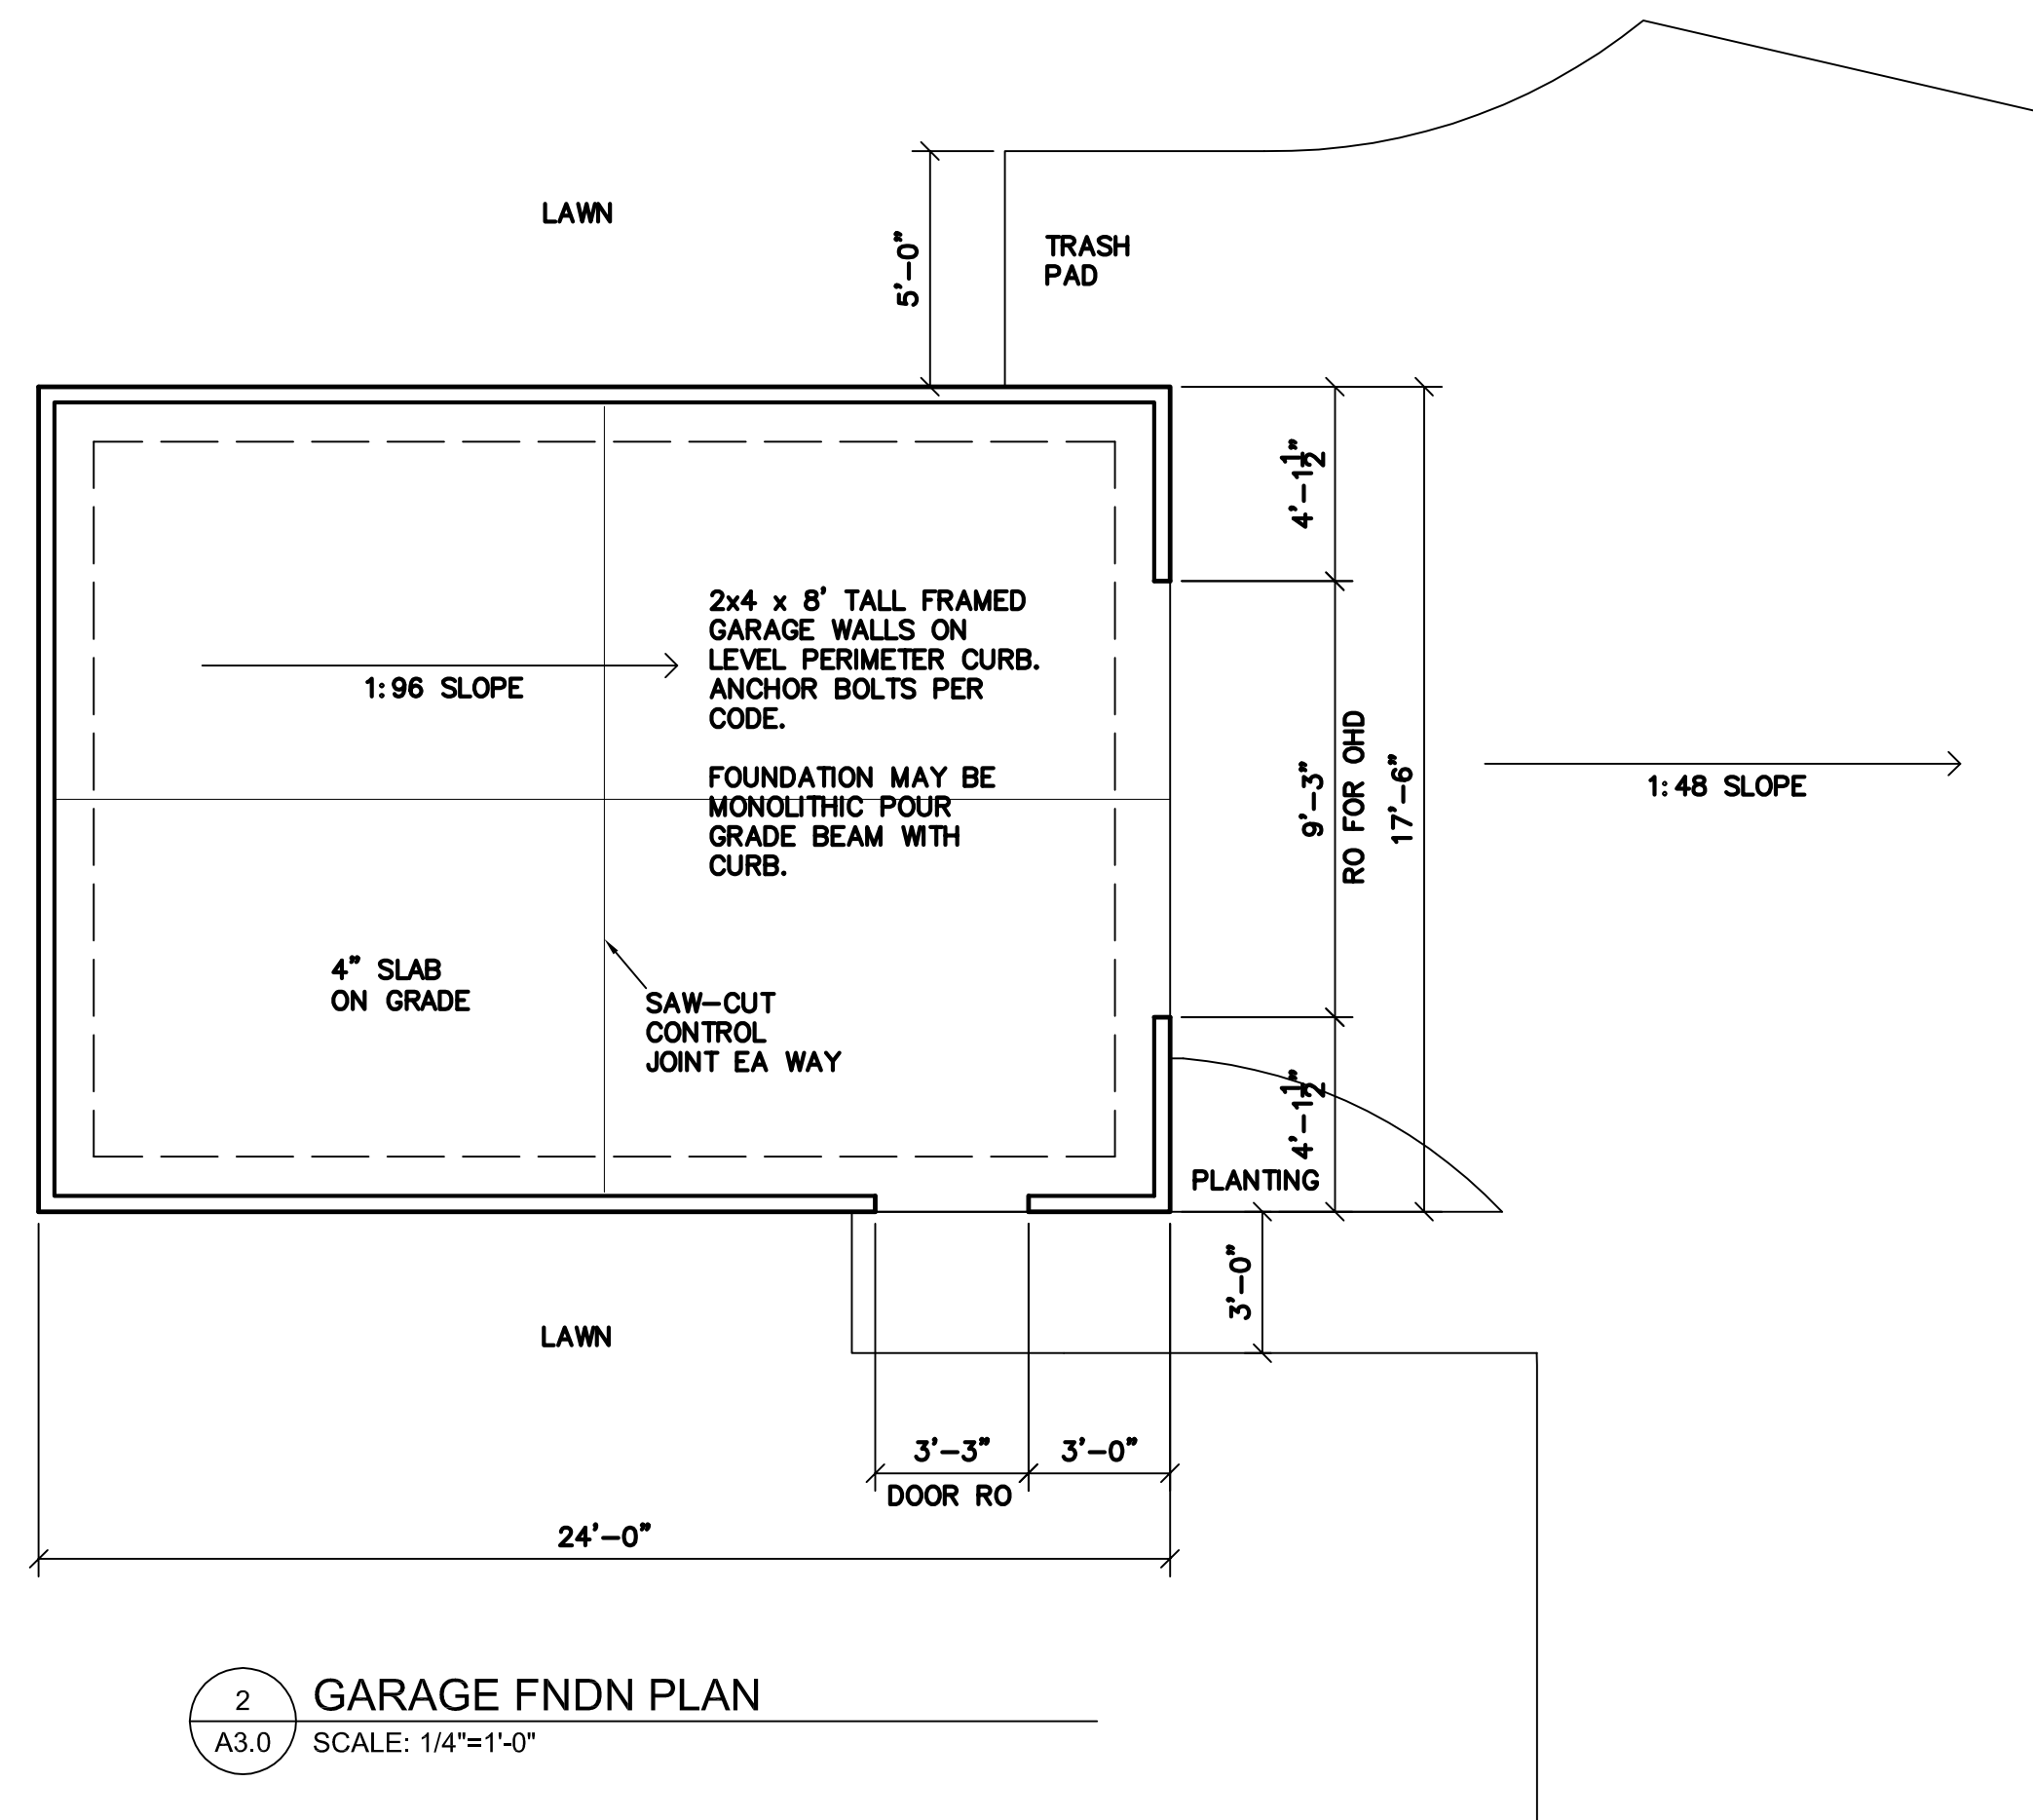 LAWN
5'-0"
TRASH
PAD
4'-1 1/2"
2x4 x 8' TALL FRAMED
GARAGE WALLS ON
LEVEL PERIMETER CURB.
ANCHOR BOLTS PER
CODE.
1:96 SLOPE
FOUNDATION MAY BE
MONOLITHIC POUR
GRADE BEAM WITH
CURB.
9'-3"
RO FOR OHD
17'-6"
1:48 SLOPE
4" SLAB
ON GRADE
SAW-CUT
CONTROL
JOINT EA WAY
4'-1 1/2"
PLANTING
3'-0"
LAWN
3'-3"
3'-0"
DOOR RO
24'-0"
2
A3.0
GARAGE FNDN PLAN
SCALE: 1/4"=1'-0"